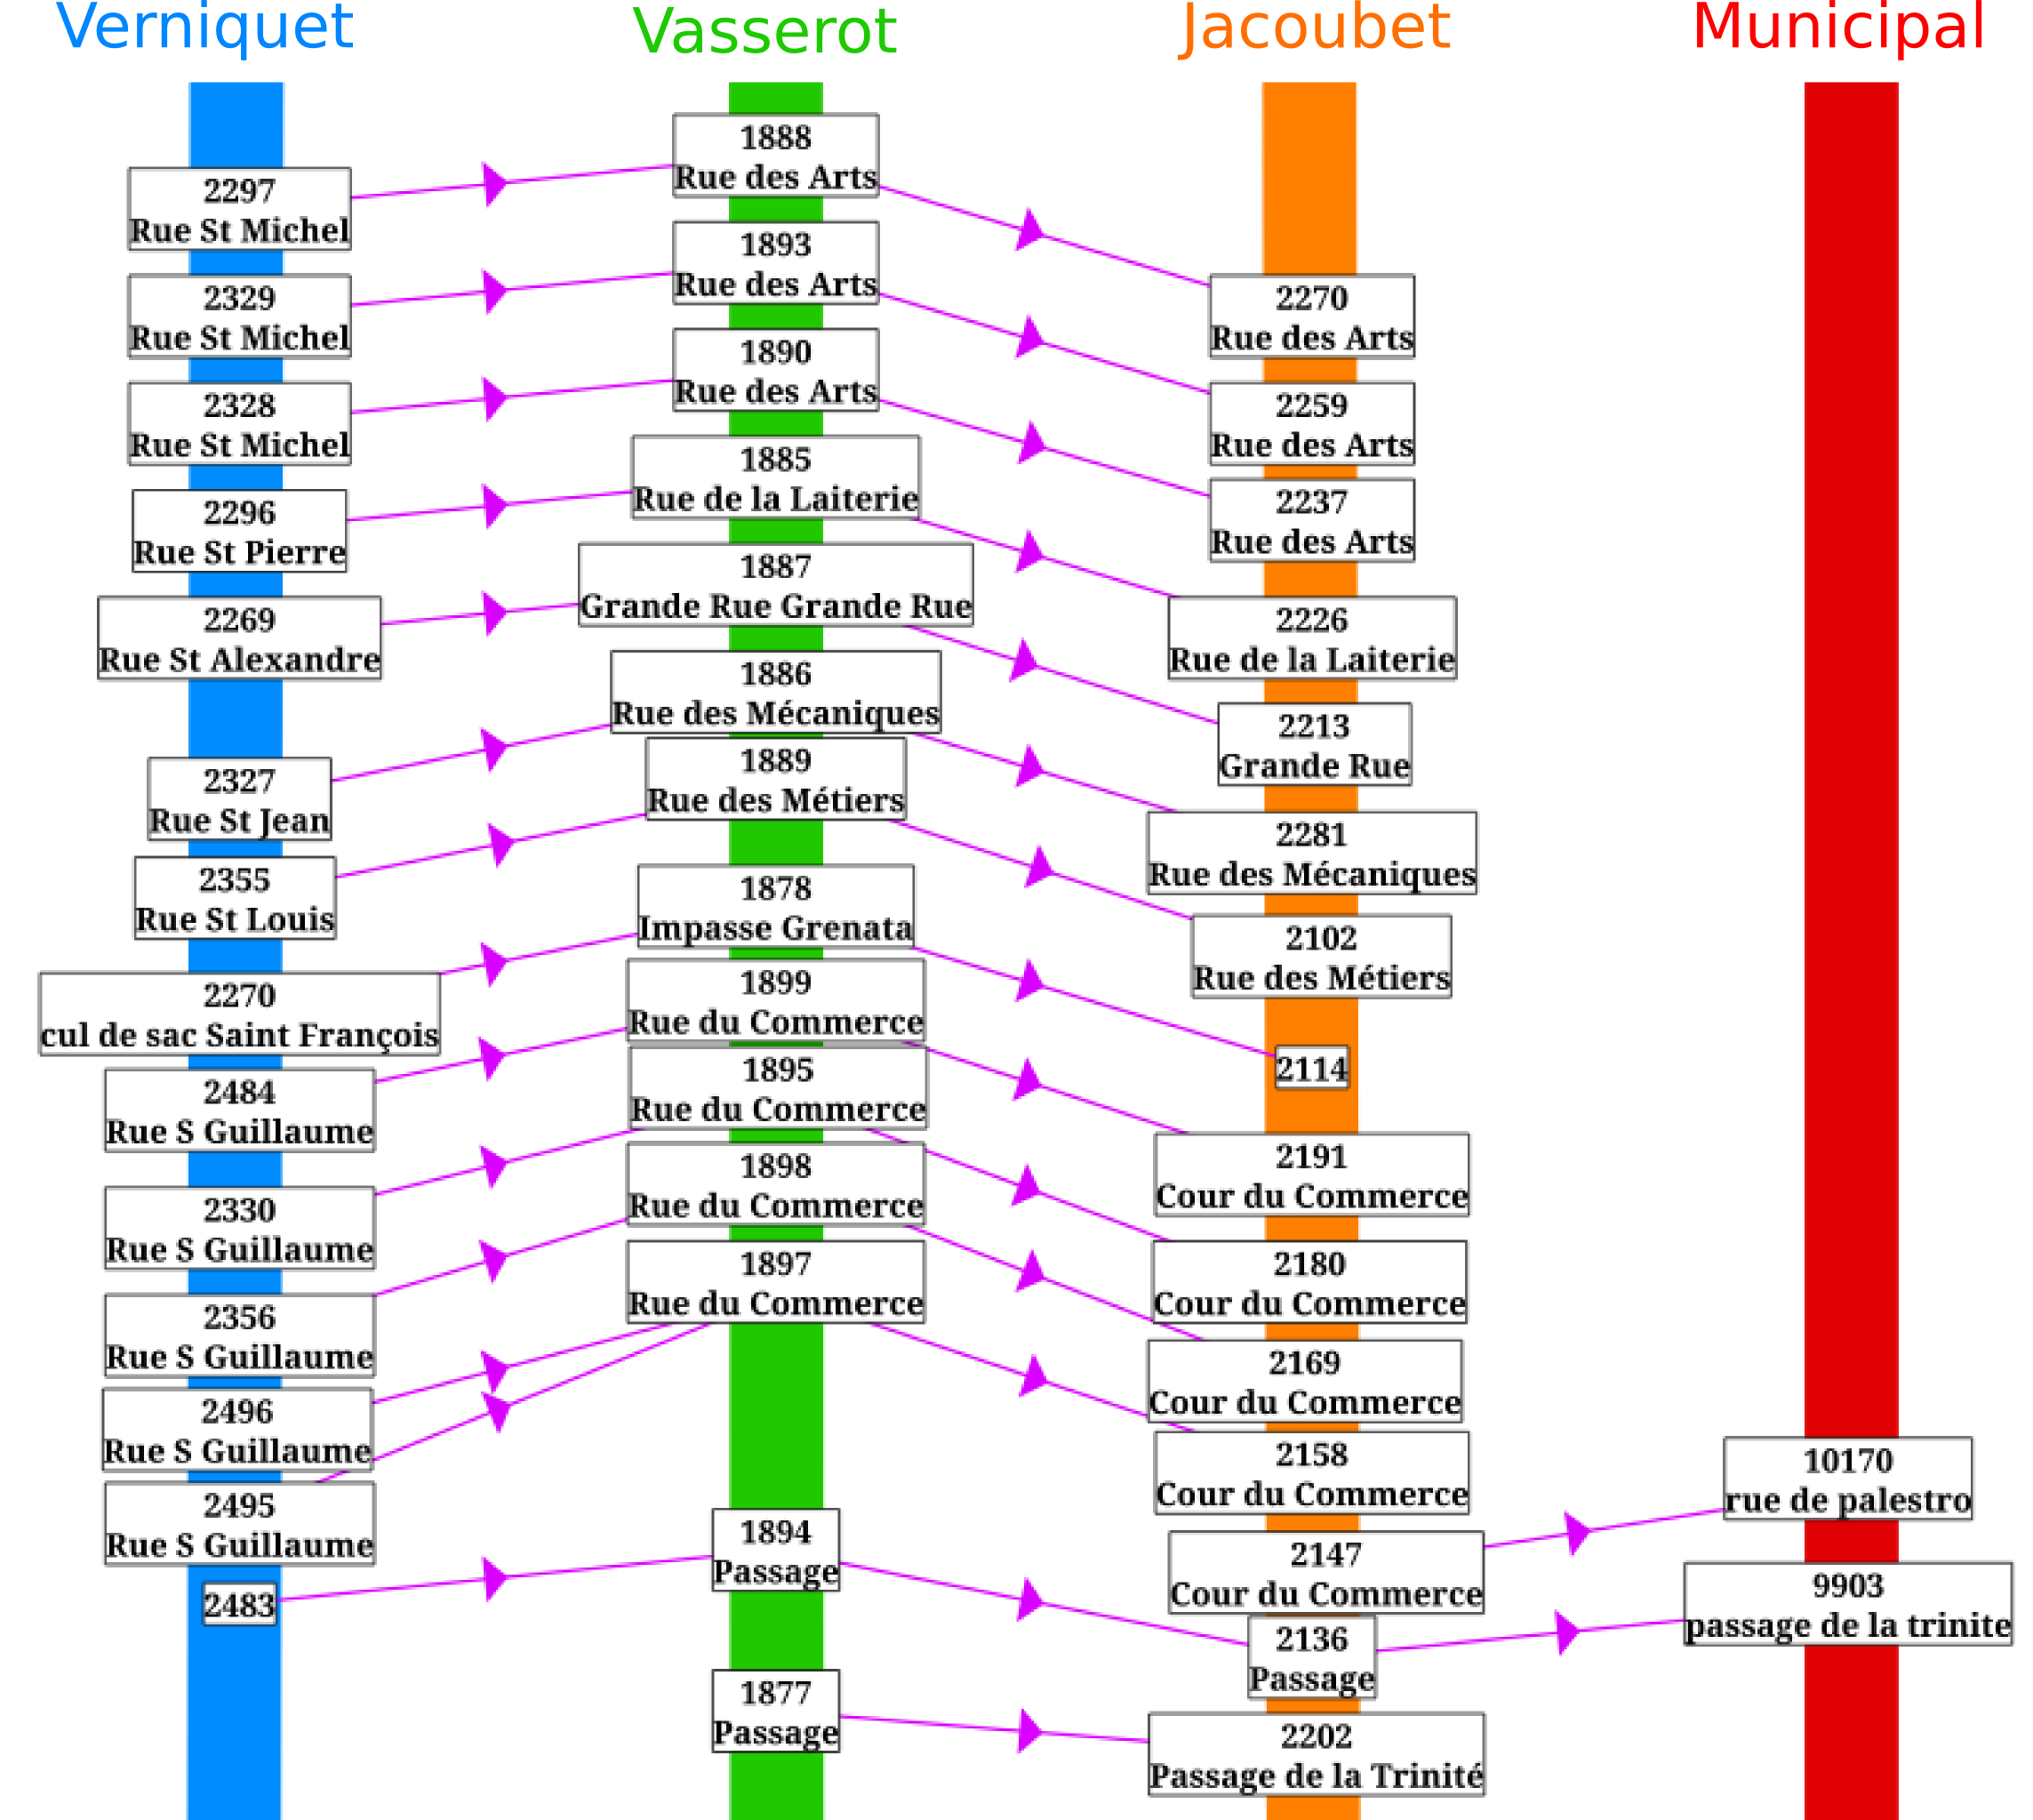 Verniquet
Vasserot
Jacoubet
Municipal
2297
Rue St Michel
2329
Rue St Michel
2328
Rue St Michel
2296
Rue St Pierre
2269
Rue St Alexandre
2327
Rue St Jean
2355
Rue St Louis
2270
cul de sac Saint François
2484
Rue S Guillaume
2330
Rue S Guillaume
2356
Rue S Guillaume
2496
Rue S Guillaume
2495
Rue S Guillaume
2483
1888
Rue des Arts
1893
Rue des Arts
1890
Rue des Arts
1885
Rue de la Laiterie
1887
Grande Rue Grande Rue
1886
Rue des Mécaniques
1889
Rue des Métiers
1878
Impasse Grenata
1899
Rue du Commerce
1895
Rue du Commerce
1898
Rue du Commerce
1897
Rue du Commerce
1894
Passage
1877
Passage
2270
Rue des Arts
2259
Rue des Arts
2237
Rue des Arts
2226
Rue de la Laiterie
2213
Grande Rue
2281
Rue des Mécaniques
2102
Rue des Métiers
2114
2191
Cour du Commerce
2180
Cour du Commerce
2169
Cour du Commerce
2158
Cour du Commerce
2147
Cour du Commerce
2136
Passage
2202
Passage de la Trinité
10170
rue de palestro
9903
passage de la trinite